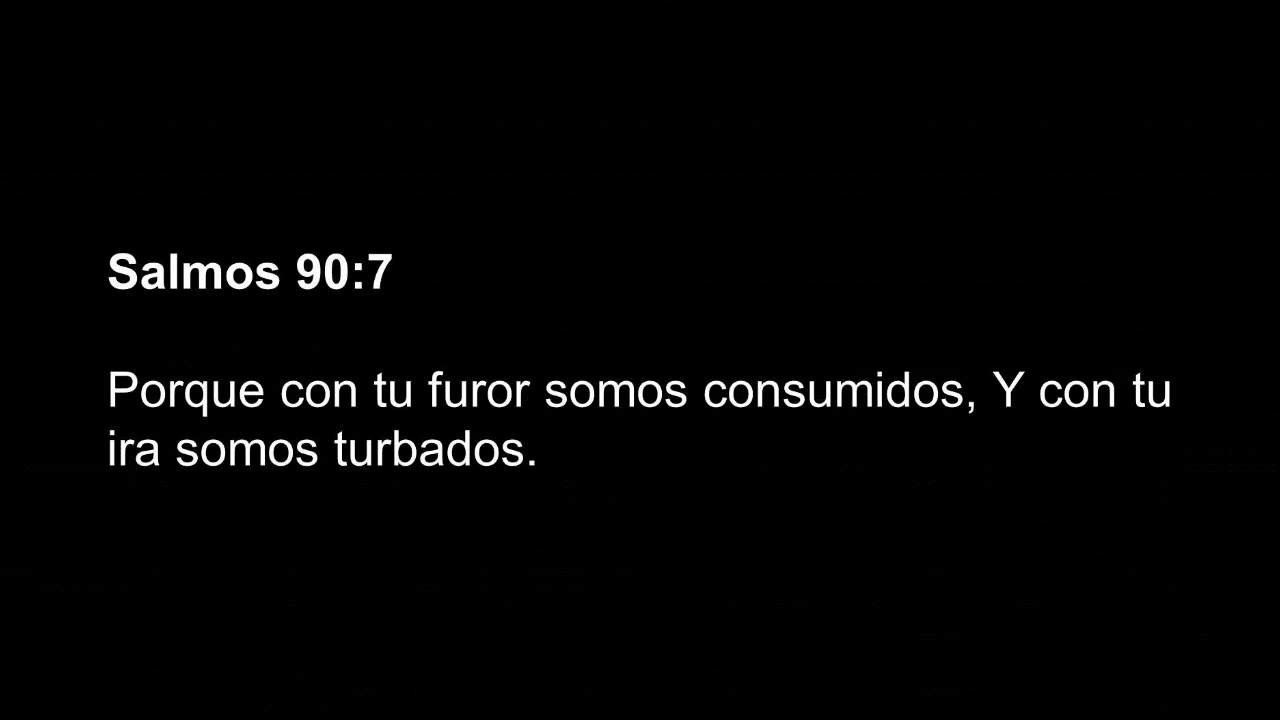 Salmos 90:7
Porque con tu furor somos consumidos, Y con tu
ira somos turbados.